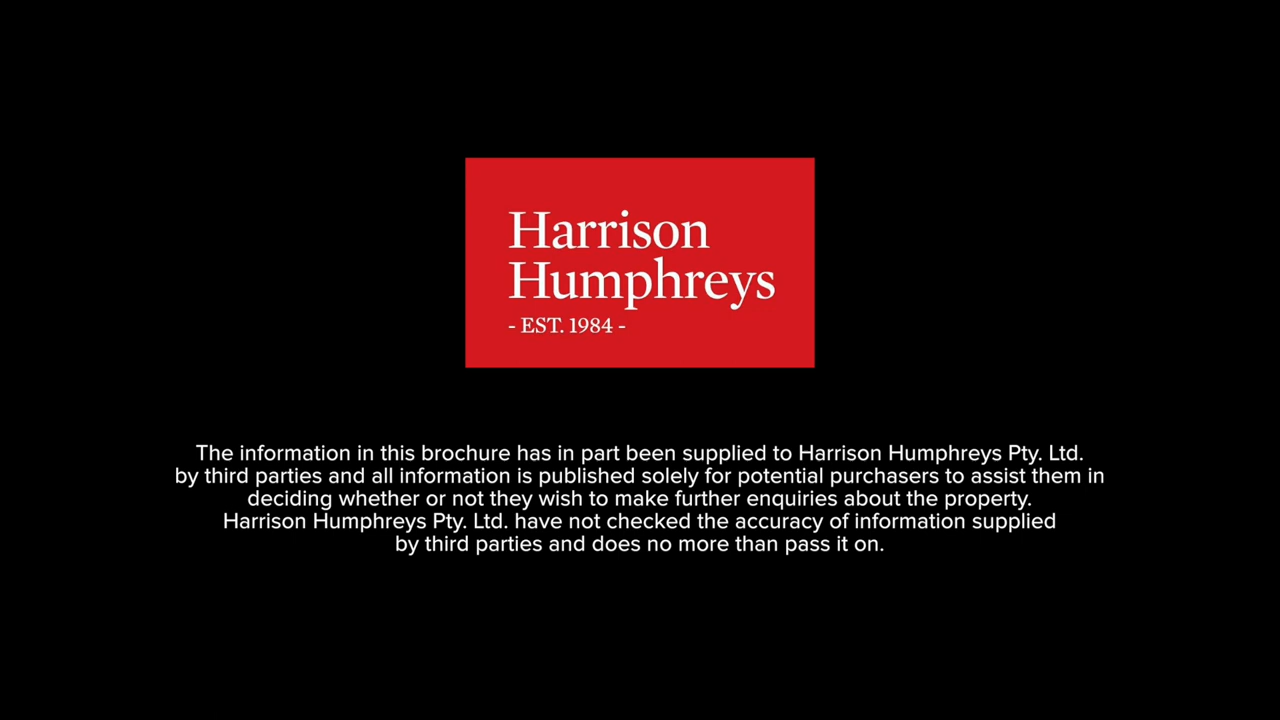 Harrison
Humphreys
- EST. 1984 -
The information in this brochure has in part been supplied to Harrison Humphreys Pty. Ltd.
by third parties and all information is published solely for potential purchasers to assist them in
deciding whether or not they wish to make further enquiries about the property.
Harrison Humphreys Pty. Ltd. have not checked the accuracy of information supplied
by third parties and does no more than pass it on.